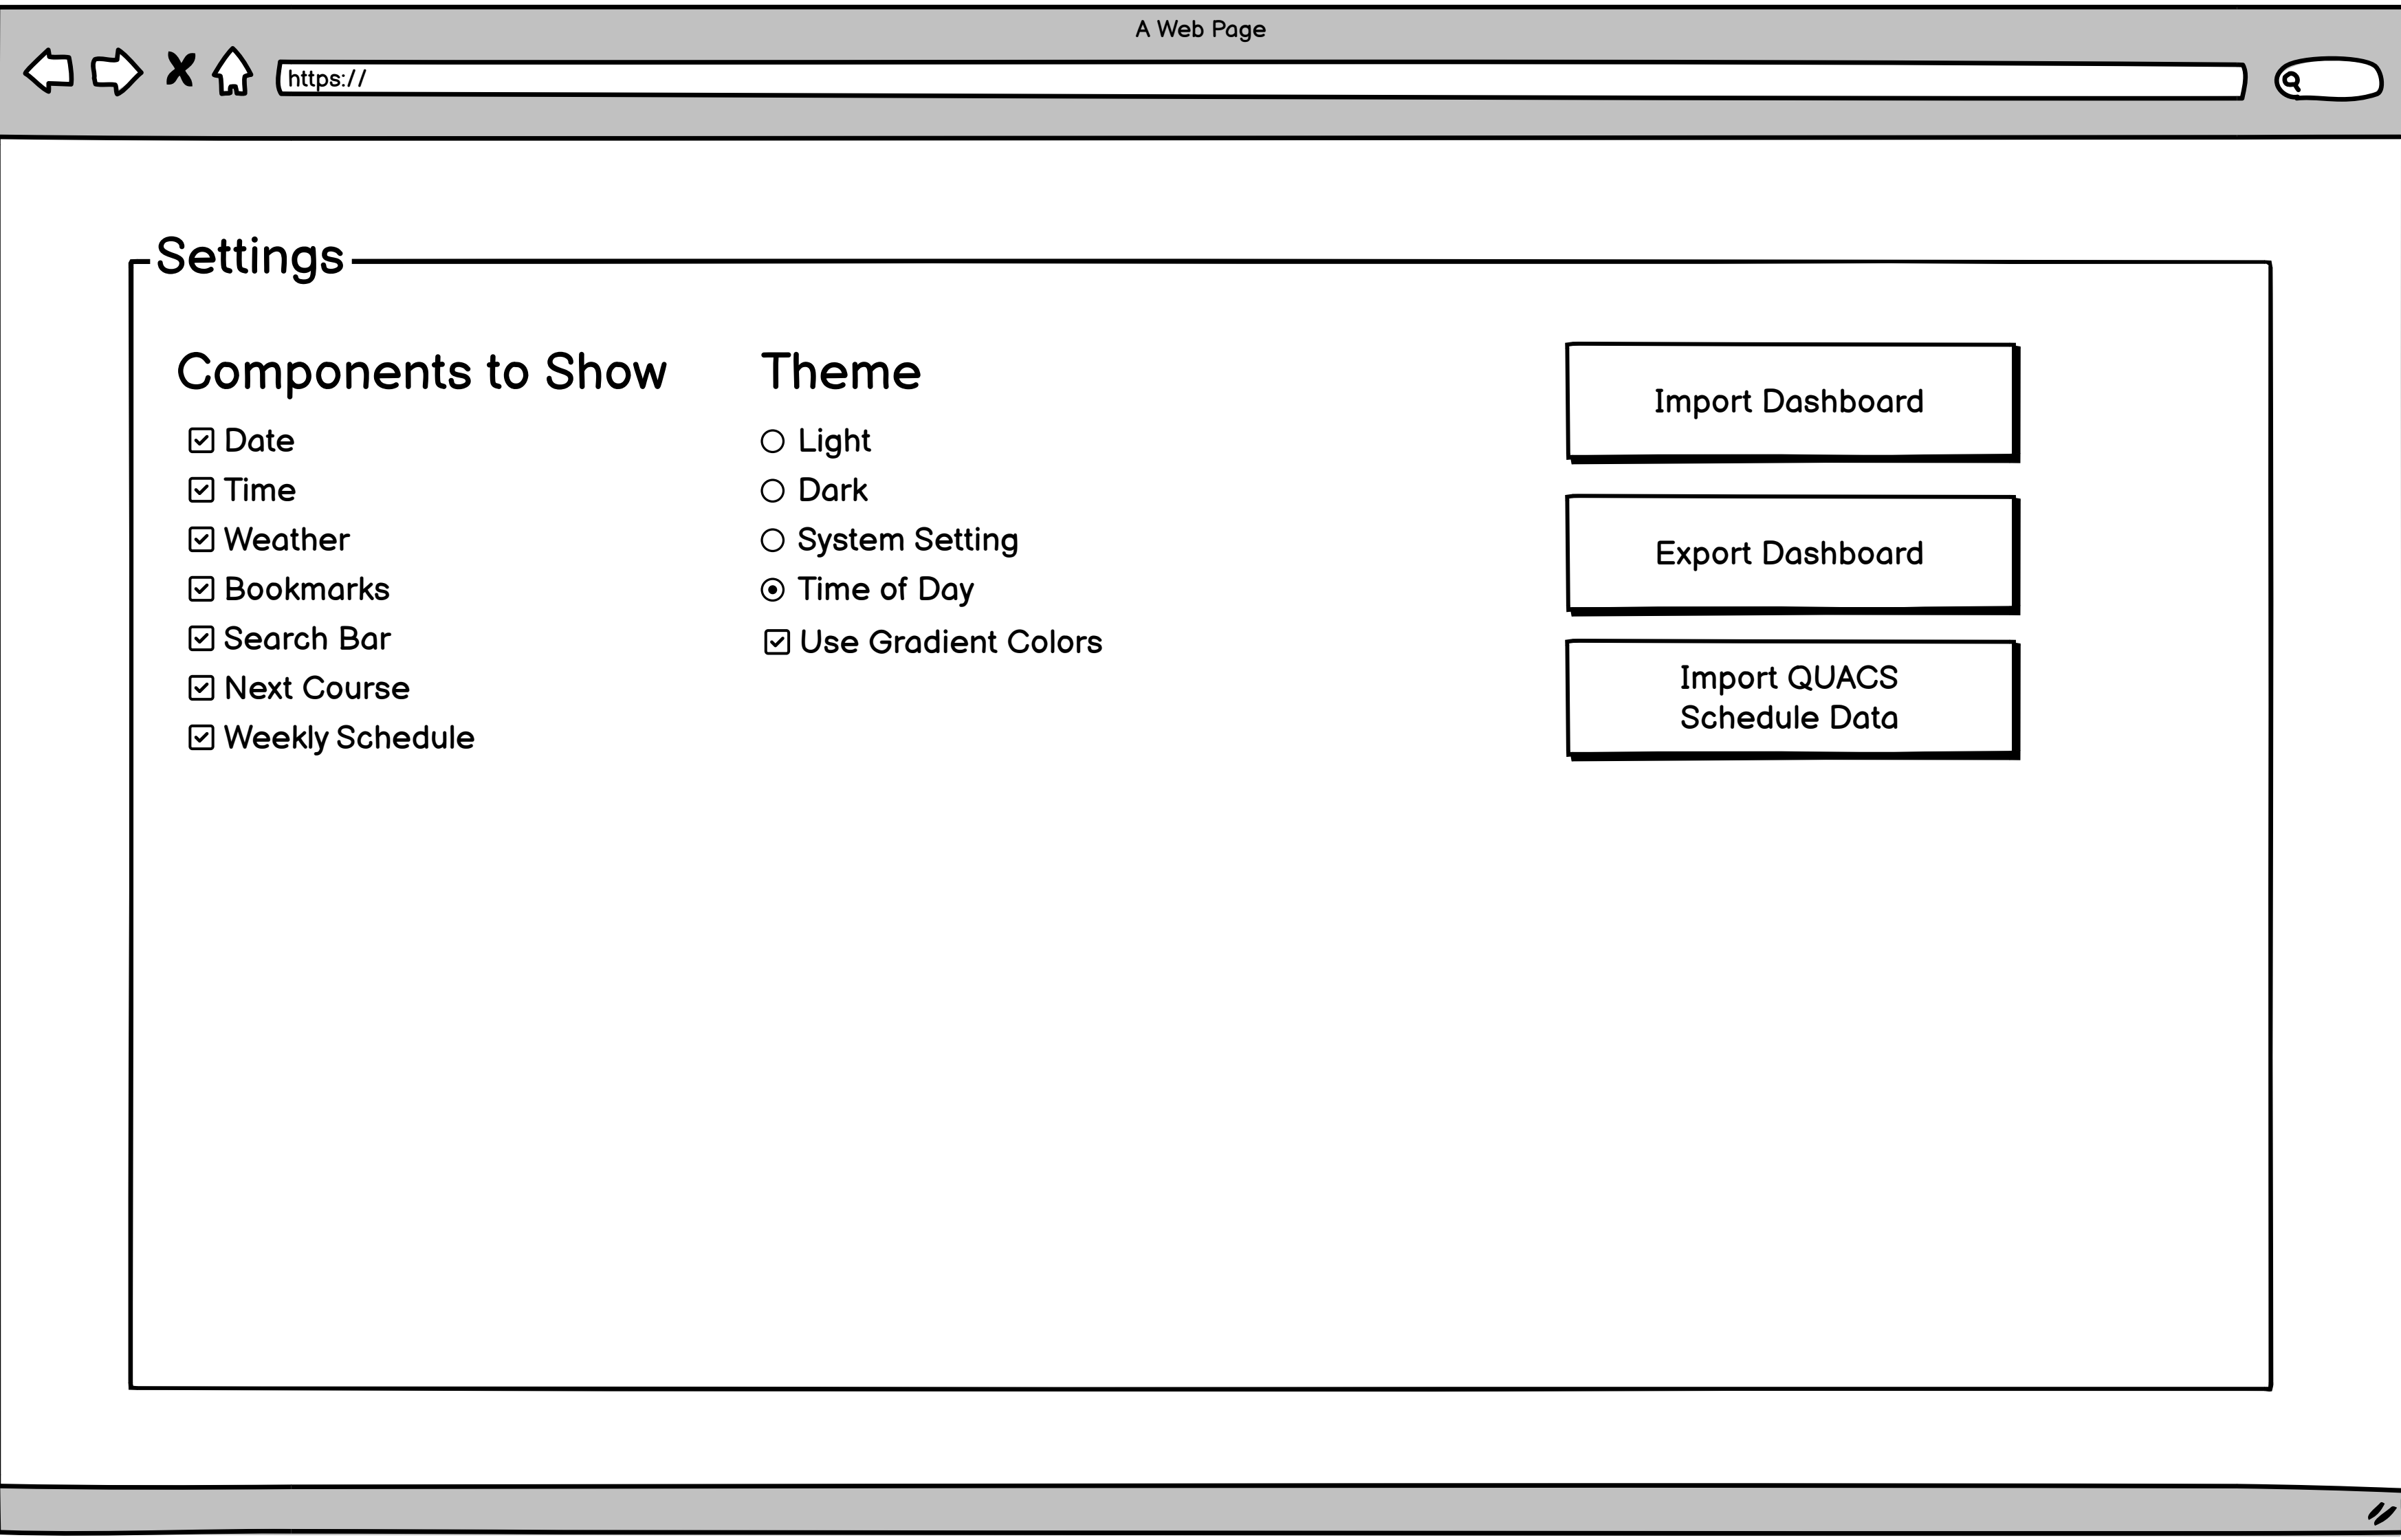 A Web Page
https://
Settings
Components to Show
Date
Time
Weather
Bookmarks
Search Bar
Next Course
Weekly Schedule
Theme
Light
Dark
System Setting
Time of Day
Use Gradient Colors
Import Dashboard
Export Dashboard
Import QUACS
Schedule Data